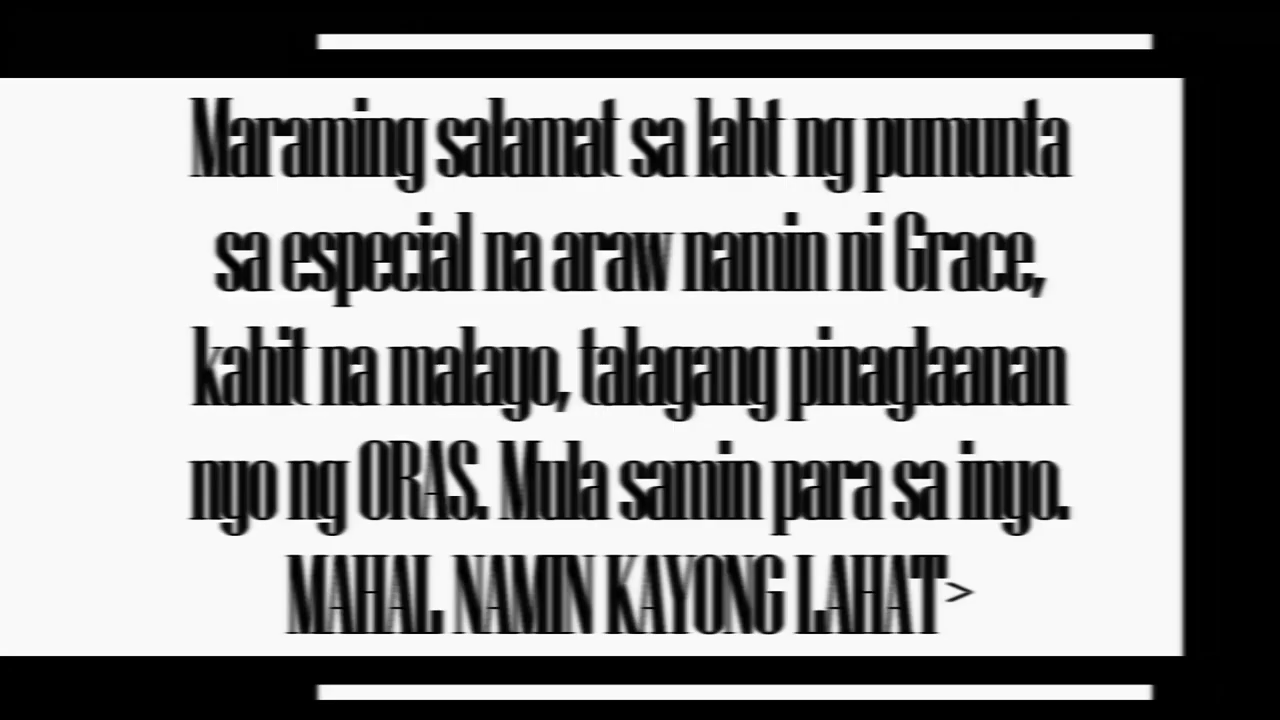 Maraming salamat sa laht ng pumunta
sa especial na araw namin ni Grace,
kahit na malayo, talagang pinaglaanan
nyo ng ORAS. Mula samin para sa inyo.
MAHAL NAMIN KAYONG LAHAT>